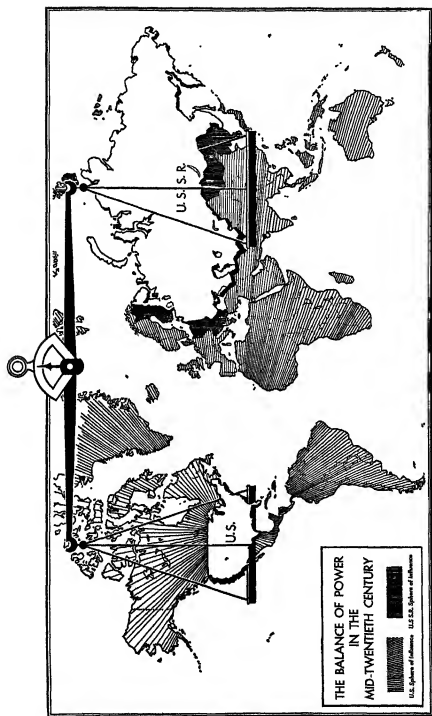 U.S.S.R.
U.S.
THE BALANCE OF POWER
IN THE
MID-TWENTIETH CENTURY
U.S. Sphere of Influence
U.S S.R. Sphere of Influence